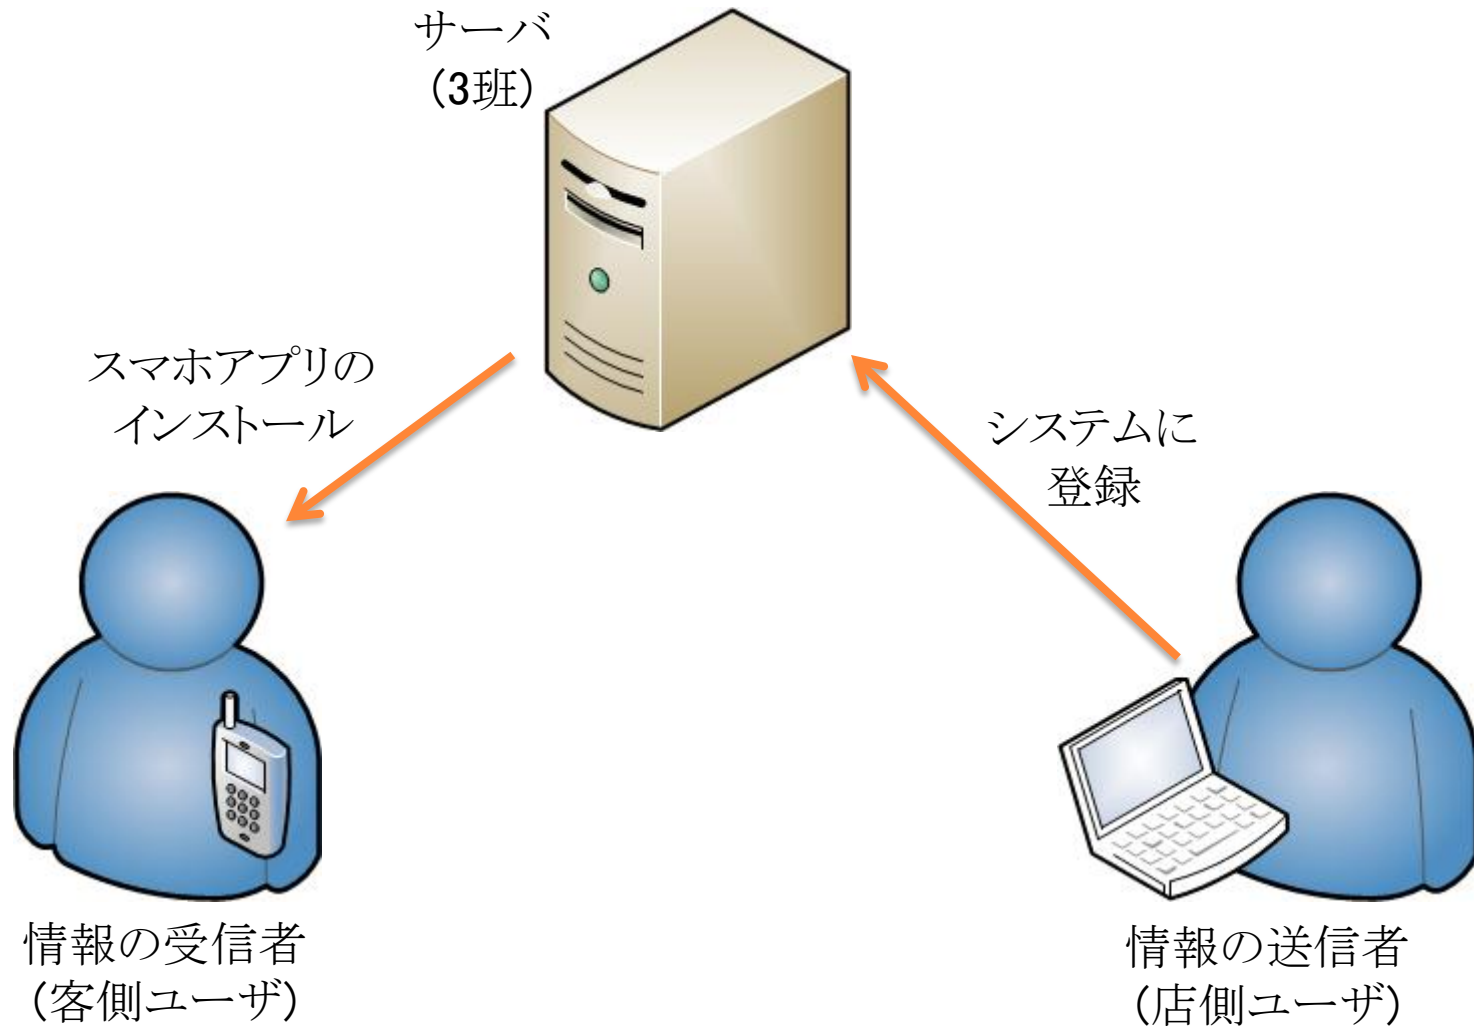 サーバ
(3班)
スマホアプリの
インストール
システムに
登録
情報の受信者
(客側ユーザ)
情報の送信者
(店側ユーザ)